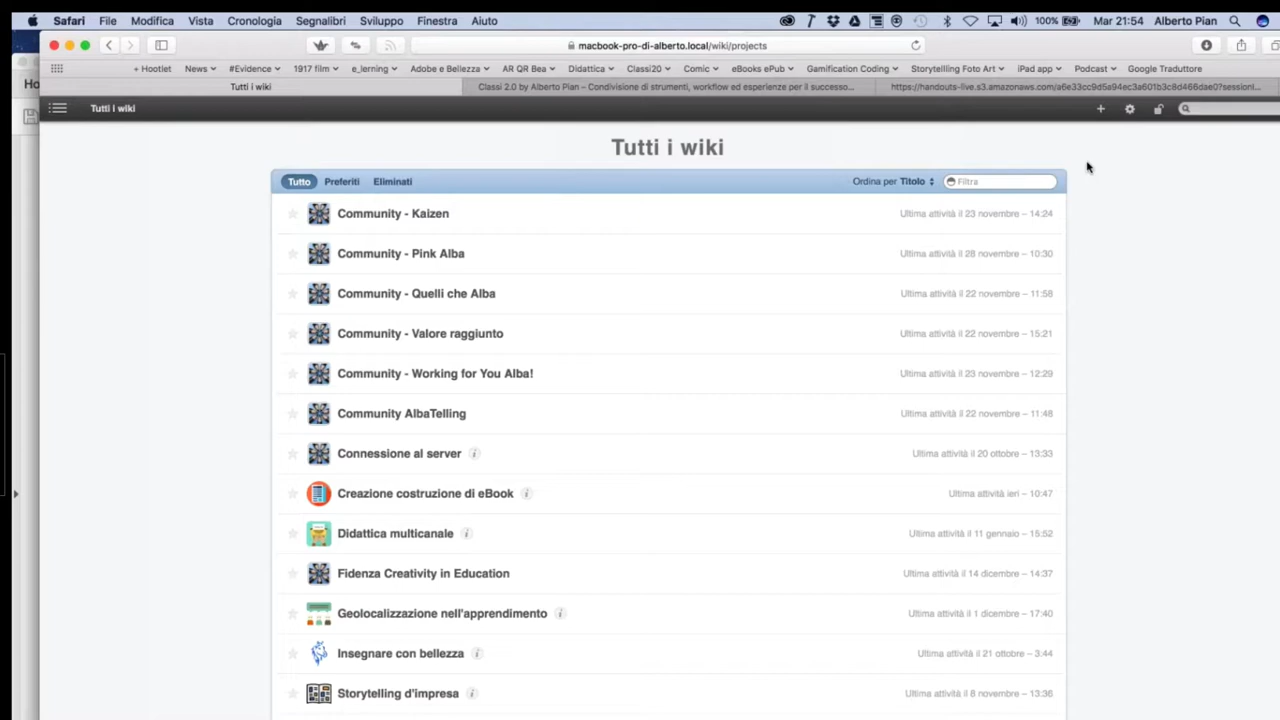 Safari File Modifica Vista Cronologia Segnalibri Sviluppo Finestra Aiuto 100% Mar 21:54 Alberto Pian
macbook-pro-di-alberto.local/wiki/projects
+ Hootlet News #Evidence 1917 film e_lerning Adobe e Bellezza AR QR Bea Didattica Classi20 Comic eBooks ePub Gamification Coding Storytelling Foto Art iPad app Podcast Google Traduttore
Ho
Tutti i wiki Classi 2.0 by Alberto Pian – Condivisione di strumenti, workflow ed esperienze per il successo...
Tutti i wiki
Tutti i wiki
Tutto Preferiti Eliminati Ordina per Titolo Filtra
Community - Kaizen Ultima attività il 23 novembre – 14:24
Community - Pink Alba Ultima attività il 28 novembre – 10:30
Community - Quelli che Alba Ultima attività il 22 novembre – 11:58
Community - Valore raggiunto Ultima attività il 22 novembre – 15:21
Community - Working for You Alba! Ultima attività il 23 novembre – 12:29
Community AlbaTelling Ultima attività il 22 novembre – 11:48
Connessione al server Ultima attività il 20 ottobre – 13:33
Creazione costruzione di eBook Ultima attività ieri – 10:47
Didattica multicanale Ultima attività il 11 gennaio – 15:52
Fidenza Creativity in Education Ultima attività il 14 dicembre – 14:37
Geolocalizzazione nell'apprendimento Ultima attività il 1 dicembre – 17:40
Insegnare con bellezza Ultima attività il 21 ottobre – 3:44
Storytelling d'impresa Ultima attività il 8 novembre – 13:36